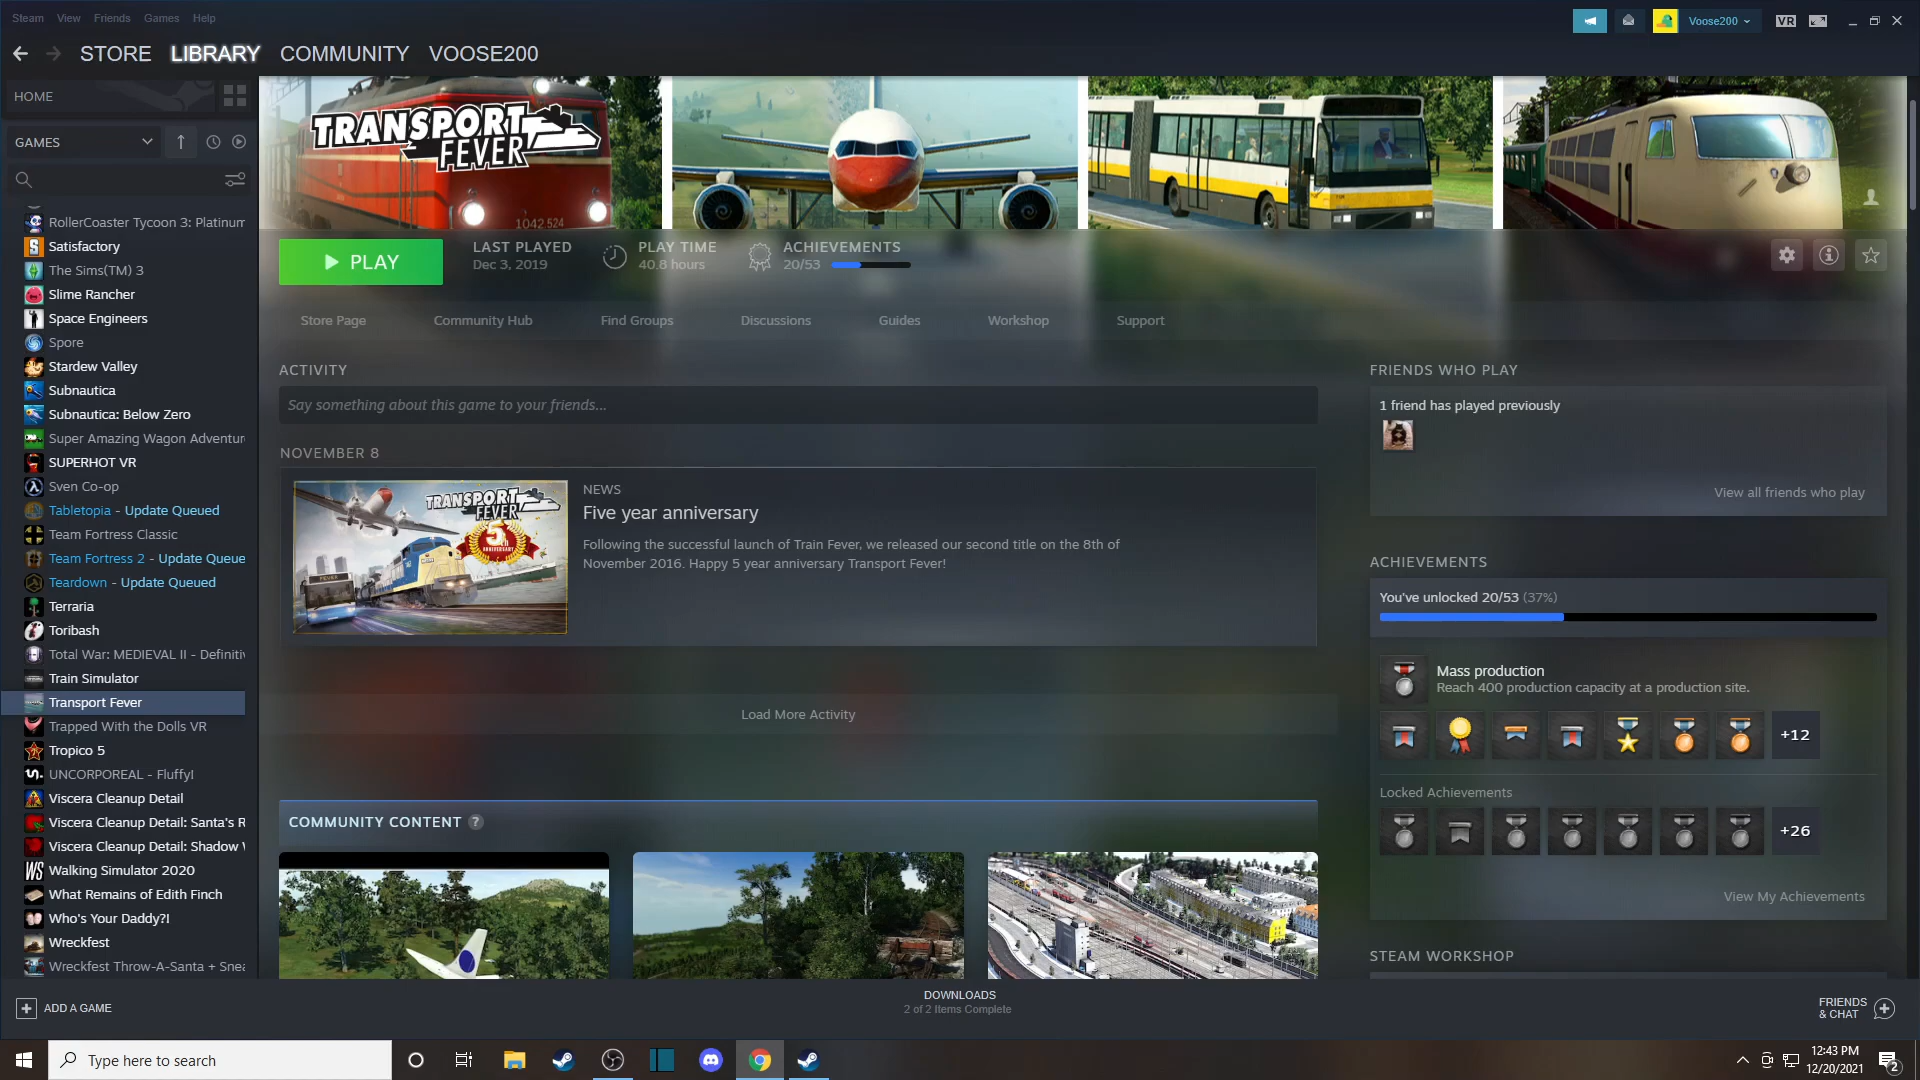 Steam View Friends Games Help
Voose200
VR
STORE LIBRARY COMMUNITY VOOSE200
HOME
GAMES
RollerCoaster Tycoon 3: Platinum
Satisfactory
The Sims(TM) 3
Slime Rancher
Space Engineers
Spore
Stardew Valley
Subnautica
Subnautica: Below Zero
Super Amazing Wagon Adventur
SUPERHOT VR
Sven Co-op
Tabletopia - Update Queued
Team Fortress Classic
Team Fortress 2 - Update Queue
Teardown - Update Queued
Terraria
Toribash
Total War: MEDIEVAL II - Definitiv
Train Simulator
Transport Fever
Trapped With the Dolls VR
Tropico 5
UNCORPOREAL - Fluffy!
Viscera Cleanup Detail
Viscera Cleanup Detail: Santa's R
Viscera Cleanup Detail: Shadow W
Walking Simulator 2020
What Remains of Edith Finch
Who's Your Daddy?!
Wreckfest
Wreckfest Throw-A-Santa + Snea
ADD A GAME
TRANSPORT
FEVER
1042 524
PLAY
LAST PLAYED
Dec 3, 2019
PLAY TIME
40.8 hours
ACHIEVEMENTS
20/53
Store Page Community Hub Find Groups Discussions Guides Workshop Support
ACTIVITY
Say something about this game to your friends...
NOVEMBER 8
TRANSPORT
FEVER
5th
ANNIVERSARY
NEWS
Five year anniversary
Following the successful launch of Train Fever, we released our second title on the 8th of
November 2016. Happy 5 year anniversary Transport Fever!
Load More Activity
COMMUNITY CONTENT ?
FRIENDS WHO PLAY
1 friend has played previously
View all friends who play
ACHIEVEMENTS
You've unlocked 20/53 (37%)
Mass production
Reach 400 production capacity at a production site.
+12
Locked Achievements
+26
View My Achievements
STEAM WORKSHOP
DOWNLOADS
2 of 2 Items Complete
FRIENDS
& CHAT
Type here to search
12:43 PM
12/20/2021
2